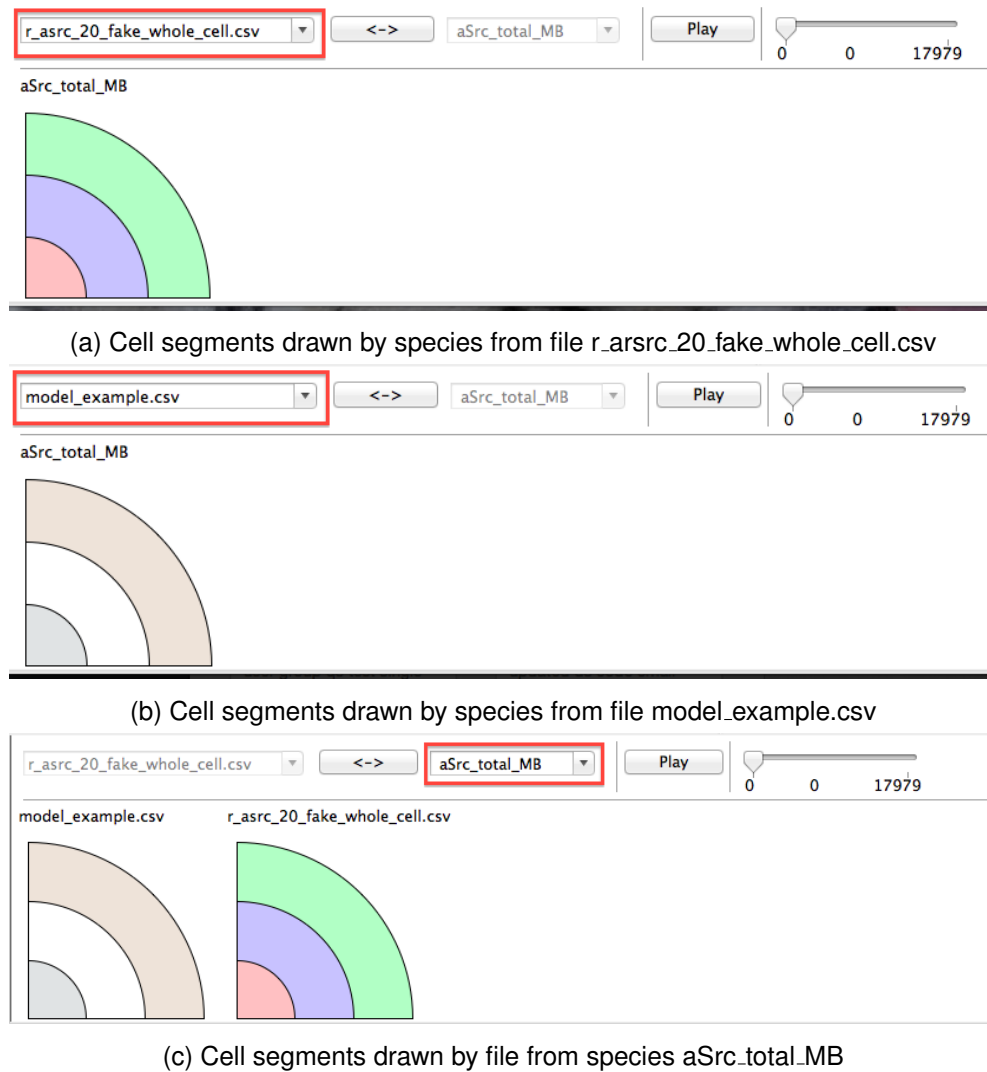 r_asrc_20_fake_whole_cell.csv <-> aSrc_total_MB Play
0 0 17979
aSrc_total_MB
(a) Cell segments drawn by species from file r_arsrc_20_fake_whole_cell.csv
model_example.csv <-> aSrc_total_MB Play
0 0 17979
aSrc_total_MB
(b) Cell segments drawn by species from file model_example.csv
r_asrc_20_fake_whole_cell.csv <-> aSrc_total_MB Play
0 0 17979
model_example.csv r_asrc_20_fake_whole_cell.csv
(c) Cell segments drawn by file from species aSrc_total_MB